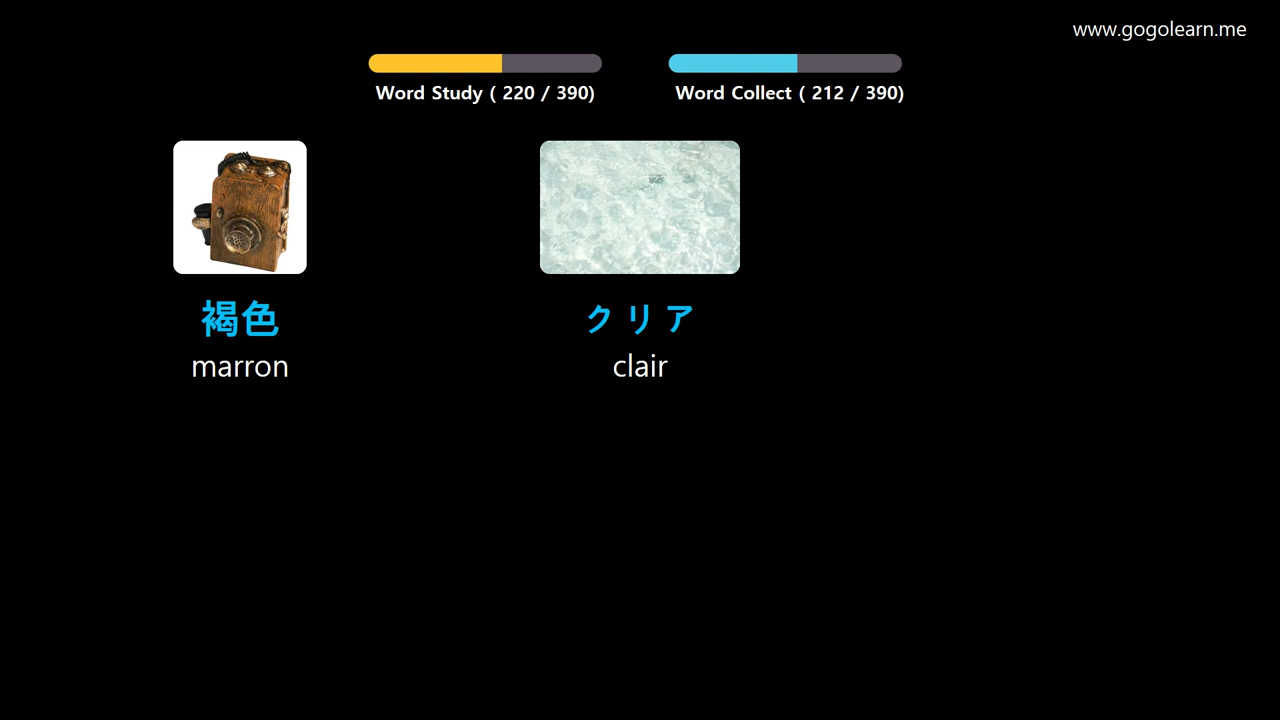 www.gogolearn.me
Word Study ( 220 / 390)
Word Collect ( 212 / 390)
褐色
クリア
marron
clair